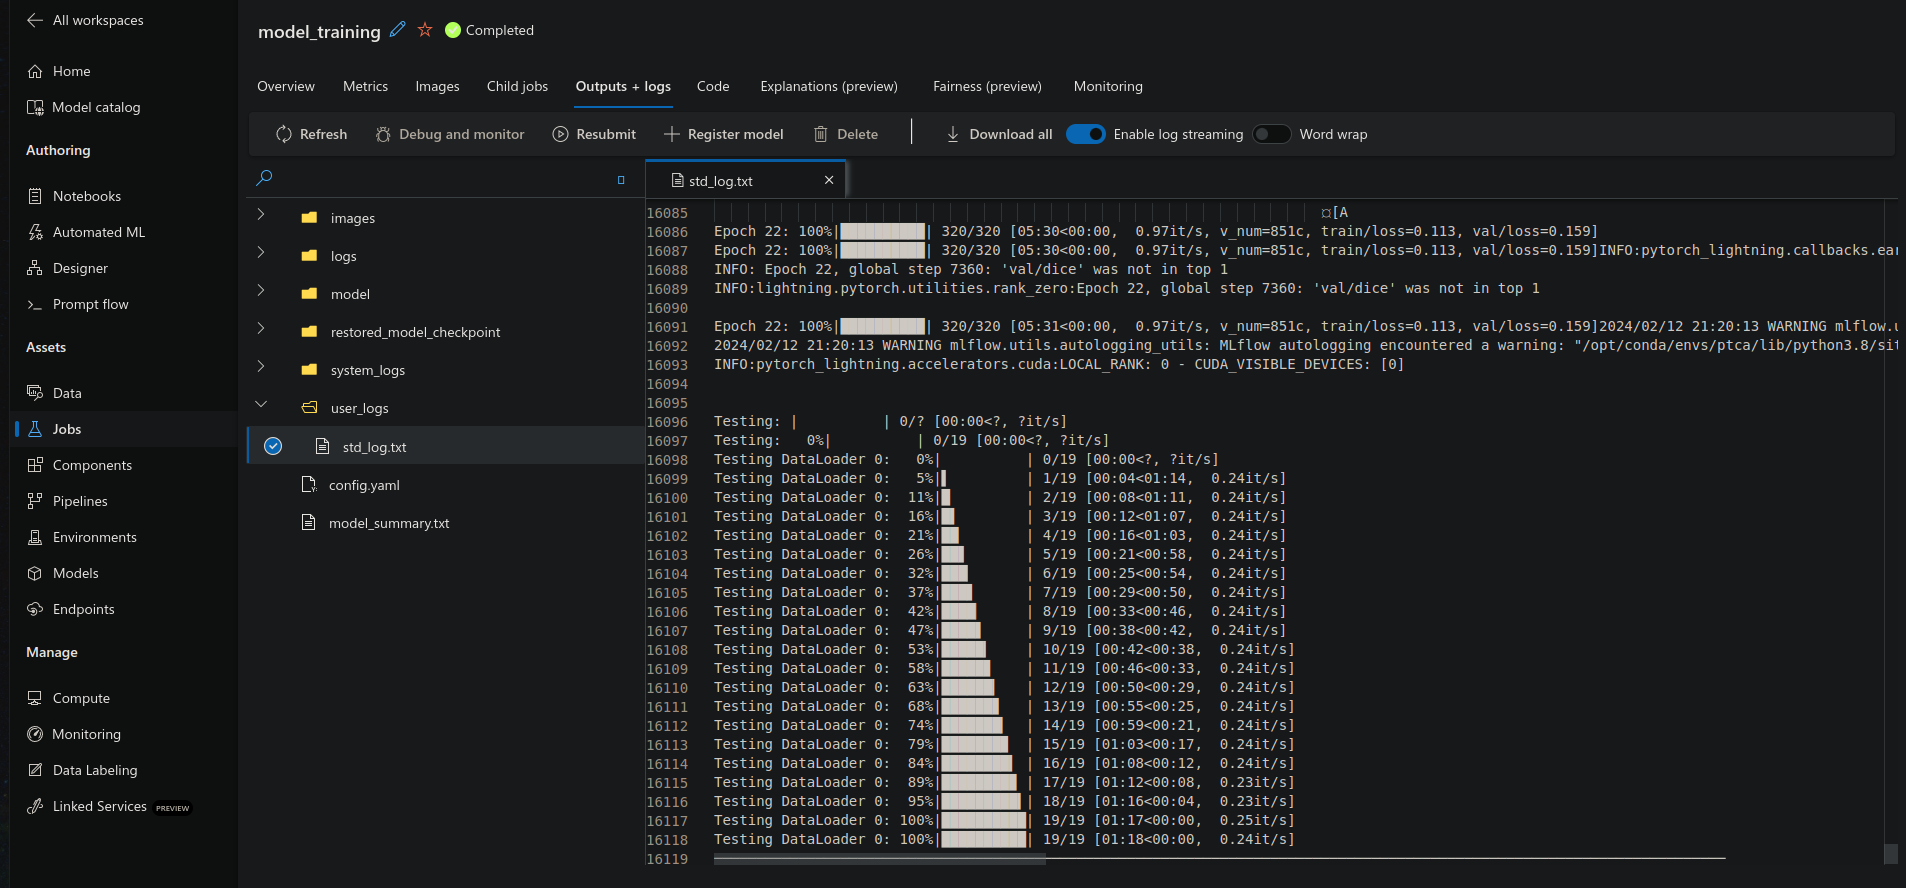 All workspaces
Home
Model catalog
Authoring
Notebooks
Automated ML
Designer
Prompt flow
Assets
Data
Jobs
Components
Pipelines
Environments
Models
Endpoints
Manage
Compute
Monitoring
Data Labeling
Linked Services PREVIEW
model_training Completed
Overview Metrics Images Child jobs Outputs + logs Code Explanations (preview) Fairness (preview) Monitoring
Refresh Debug and monitor Resubmit Register model Delete Download all Enable log streaming Word wrap
images
logs
model
restored_model_checkpoint
system_logs
user_logs
std_log.txt
config.yaml
model_summary.txt
std_log.txt
16085 ¤[A
16086 Epoch 22: 100%|██████████| 320/320 [05:30<00:00, 0.97it/s, v_num=851c, train/loss=0.113, val/loss=0.159]
16087 Epoch 22: 100%|██████████| 320/320 [05:30<00:00, 0.97it/s, v_num=851c, train/loss=0.113, val/loss=0.159]INFO:pytorch_lightning.callbacks.ear
16088 INFO: Epoch 22, global step 7360: 'val/dice' was not in top 1
16089 INFO:lightning.pytorch.utilities.rank_zero:Epoch 22, global step 7360: 'val/dice' was not in top 1
16090
16091 Epoch 22: 100%|██████████| 320/320 [05:31<00:00, 0.97it/s, v_num=851c, train/loss=0.113, val/loss=0.159]2024/02/12 21:20:13 WARNING mlflow.u
16092 2024/02/12 21:20:13 WARNING mlflow.utils.autologging_utils: MLflow autologging encountered a warning: "/opt/conda/envs/ptca/lib/python3.8/sit
16093 INFO:pytorch_lightning.accelerators.cuda:LOCAL_RANK: 0 - CUDA_VISIBLE_DEVICES: [0]
16094
16095
16096 Testing: | | 0/? [00:00<?, ?it/s]
16097 Testing: 0%| | 0/19 [00:00<?, ?it/s]
16098 Testing DataLoader 0: 0%| | 0/19 [00:00<?, ?it/s]
16099 Testing DataLoader 0: 5%|▌ | 1/19 [00:04<01:14, 0.24it/s]
16100 Testing DataLoader 0: 11%|█ | 2/19 [00:08<01:11, 0.24it/s]
16101 Testing DataLoader 0: 16%|█▌ | 3/19 [00:12<01:07, 0.24it/s]
16102 Testing DataLoader 0: 21%|██ | 4/19 [00:16<01:03, 0.24it/s]
16103 Testing DataLoader 0: 26%|██▋ | 5/19 [00:21<00:58, 0.24it/s]
16104 Testing DataLoader 0: 32%|███ | 6/19 [00:25<00:54, 0.24it/s]
16105 Testing DataLoader 0: 37%|███▋ | 7/19 [00:29<00:50, 0.24it/s]
16106 Testing DataLoader 0: 42%|████ | 8/19 [00:33<00:46, 0.24it/s]
16107 Testing DataLoader 0: 47%|████▋ | 9/19 [00:38<00:42, 0.24it/s]
16108 Testing DataLoader 0: 53%|█████▎ | 10/19 [00:42<00:38, 0.24it/s]
16109 Testing DataLoader 0: 58%|█████▊ | 11/19 [00:46<00:33, 0.24it/s]
16110 Testing DataLoader 0: 63%|██████▎ | 12/19 [00:50<00:29, 0.24it/s]
16111 Testing DataLoader 0: 68%|██████▊ | 13/19 [00:55<00:25, 0.24it/s]
16112 Testing DataLoader 0: 74%|███████▎ | 14/19 [00:59<00:21, 0.24it/s]
16113 Testing DataLoader 0: 79%|███████▉ | 15/19 [01:03<00:17, 0.24it/s]
16114 Testing DataLoader 0: 84%|████████▍ | 16/19 [01:08<00:12, 0.24it/s]
16115 Testing DataLoader 0: 89%|████████▉ | 17/19 [01:12<00:08, 0.23it/s]
16116 Testing DataLoader 0: 95%|█████████▍| 18/19 [01:16<00:04, 0.23it/s]
16117 Testing DataLoader 0: 100%|██████████| 19/19 [01:17<00:00, 0.25it/s]
16118 Testing DataLoader 0: 100%|██████████| 19/19 [01:18<00:00, 0.24it/s]
16119